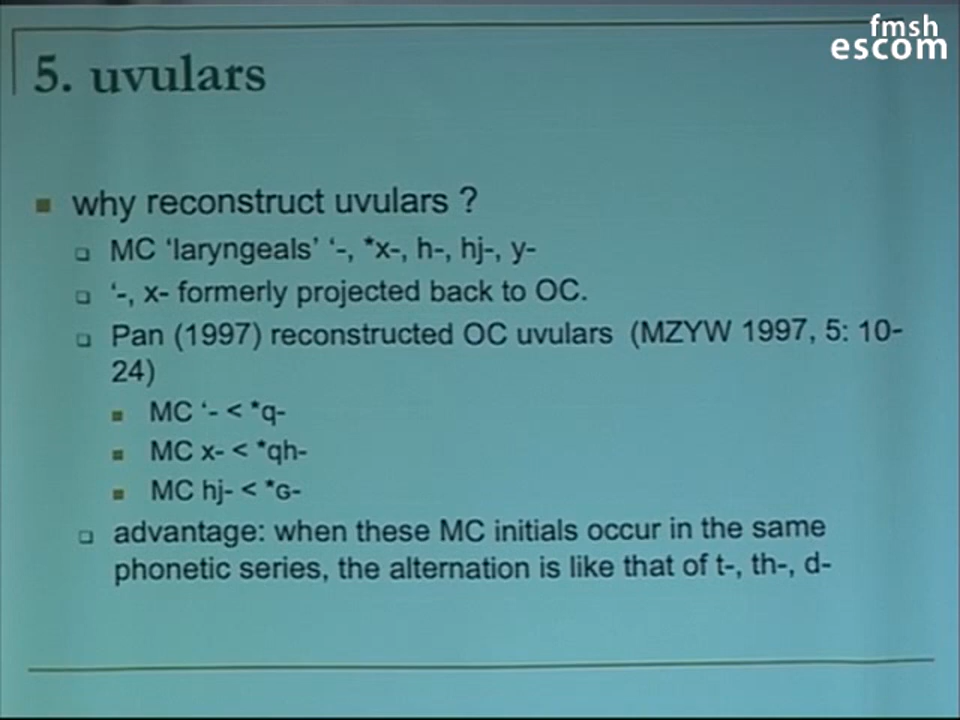 fmsh
escom
5. uvulars
why reconstruct uvulars ?
MC ‘laryngeals’ ‘-, *x-, h-, hj-, y-
‘-, x- formerly projected back to OC.
Pan (1997) reconstructed OC uvulars (MZYW 1997, 5: 10-
24)
MC ‘- < *q-
MC x- < *qh-
MC hj- < *ɢ-
advantage: when these MC initials occur in the same
phonetic series, the alternation is like that of t-, th-, d-